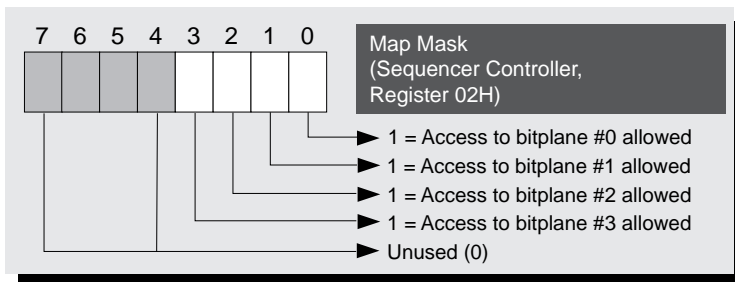 7 6 5 4 3 2 1 0
Map Mask
(Sequencer Controller,
Register 02H)
1 = Access to bitplane #0 allowed
1 = Access to bitplane #1 allowed
1 = Access to bitplane #2 allowed
1 = Access to bitplane #3 allowed
Unused (0)